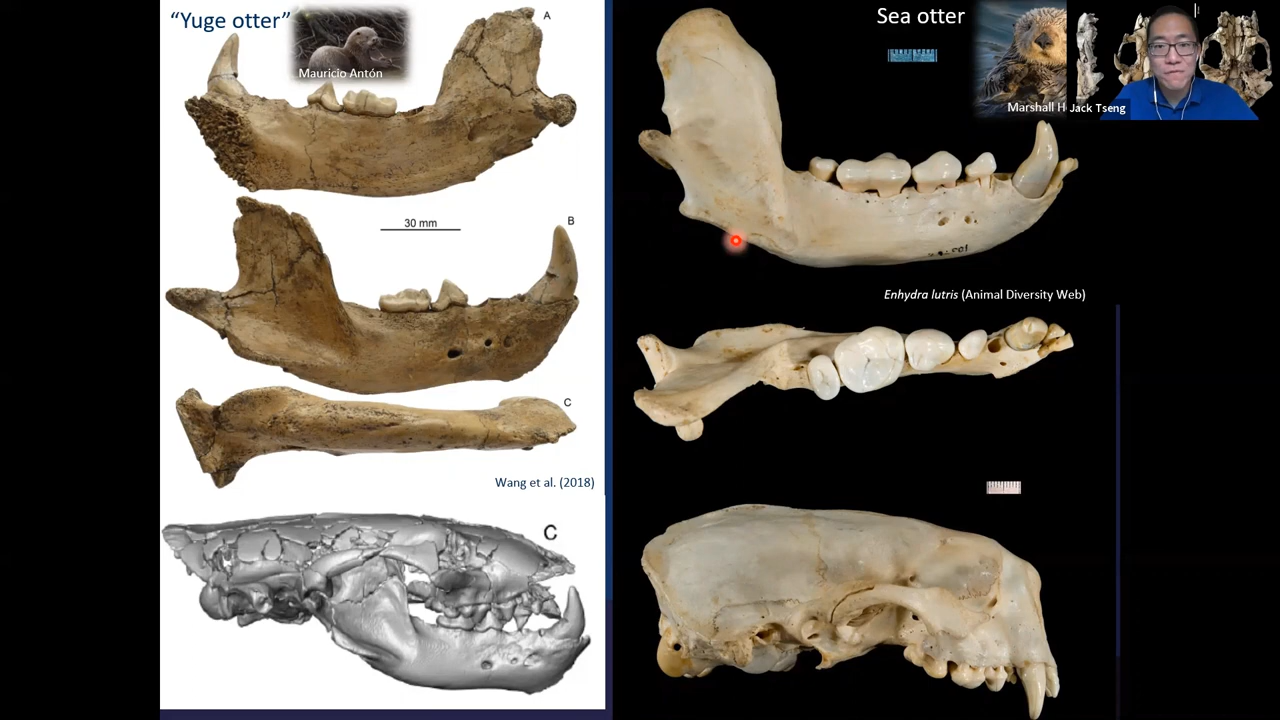 “Yuge otter”
Mauricio Antón
A
30 mm
B
C
Wang et al. (2018)
C
Sea otter
Marshall H
Jack Tseng
Enhydra lutris (Animal Diversity Web)